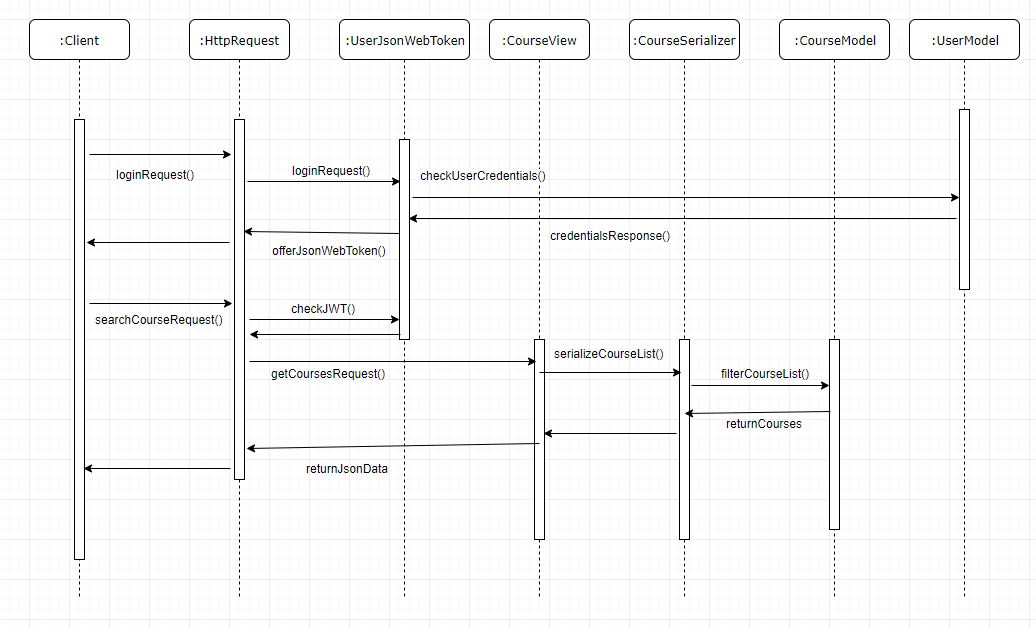 :Client
:HttpRequest
:UserJsonWebToken
:CourseView
:CourseSerializer
:CourseModel
:UserModel
loginRequest()
loginRequest()
checkUserCredentials()
credentialsResponse()
offerJsonWebToken()
searchCourseRequest()
checkJWT()
getCoursesRequest()
serializeCourseList()
filterCourseList()
returnCourses
returnJsonData